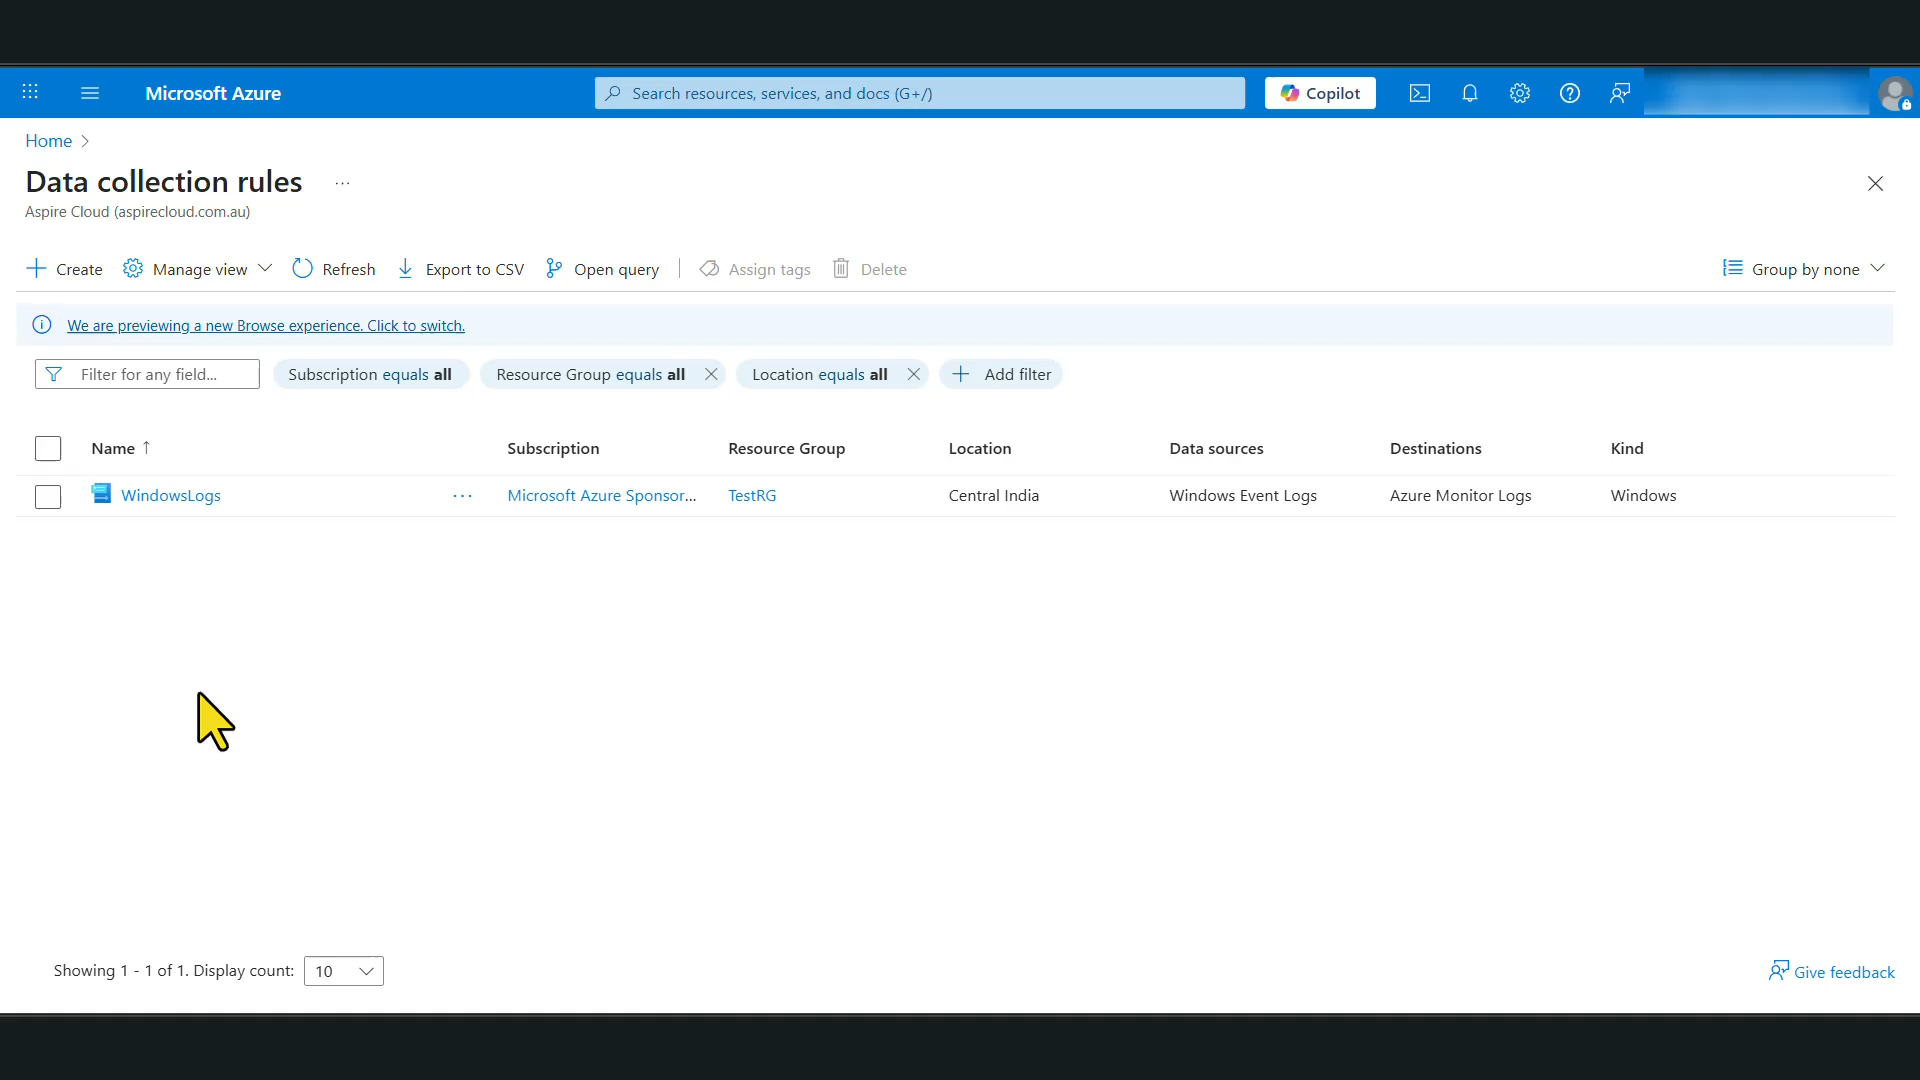 Microsoft Azure
Search resources, services, and docs (G+/)
Copilot
Home
Data collection rules ...
Aspire Cloud (aspirecloud.com.au)
Create
Manage view
Refresh
Export to CSV
Open query
Assign tags
Delete
Group by none
We are previewing a new Browse experience. Click to switch.
Filter for any field...
Subscription equals all
Resource Group equals all
Location equals all
Add filter
Name ↑ Subscription Resource Group Location Data sources Destinations Kind
WindowsLogs ... Microsoft Azure Sponsor... TestRG Central India Windows Event Logs Azure Monitor Logs Windows
Showing 1 - 1 of 1. Display count: 10
Give feedback